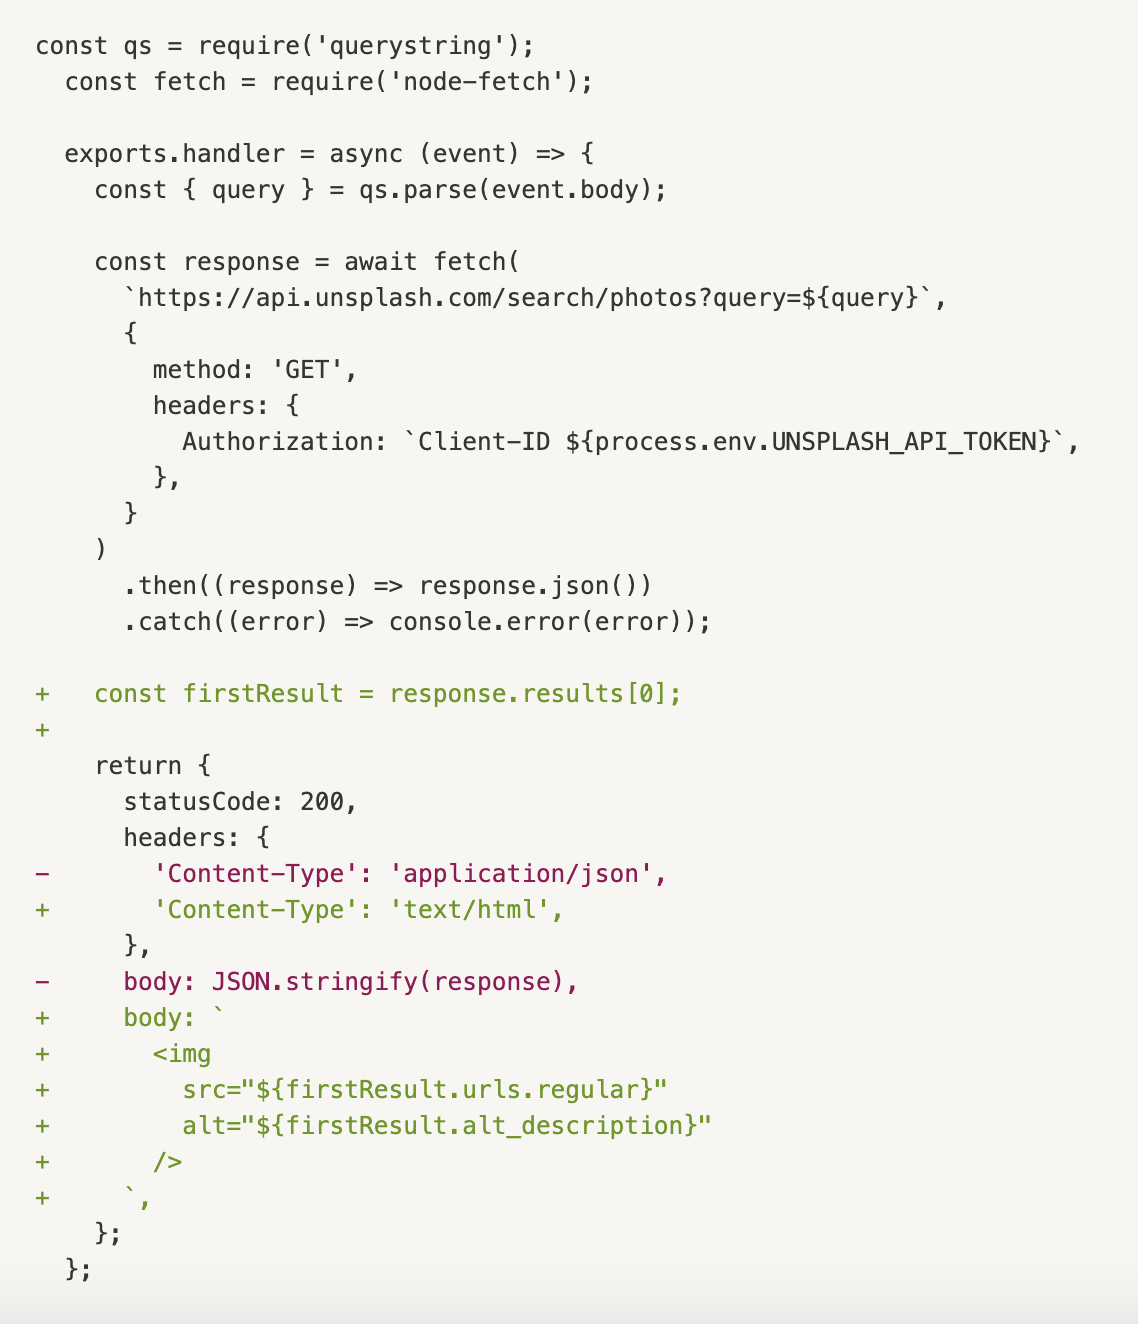 const qs = require('querystring');
  const fetch = require('node-fetch');

  exports.handler = async (event) => {
    const { query } = qs.parse(event.body);

    const response = await fetch(
      `https://api.unsplash.com/search/photos?query=${query}`,
      {
        method: 'GET',
        headers: {
          Authorization: `Client-ID ${process.env.UNSPLASH_API_TOKEN}`,
        },
      }
    )
      .then((response) => response.json())
      .catch((error) => console.error(error));

+   const firstResult = response.results[0];
+
    return {
      statusCode: 200,
      headers: {
-       'Content-Type': 'application/json',
+       'Content-Type': 'text/html',
      },
-     body: JSON.stringify(response),
+     body: `
+       <img
+         src="${firstResult.urls.regular}"
+         alt="${firstResult.alt_description}"
+       />
+     `,
    };
  };